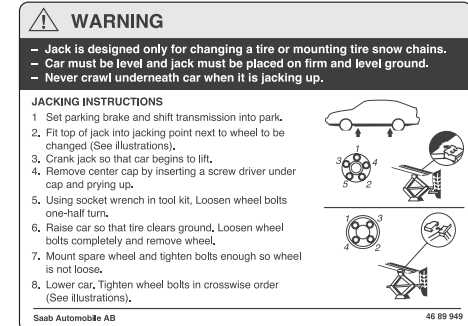 WARNING
– Jack is designed only for changing a tire or mounting tire snow chains.
– Car must be level and jack must be placed on firm and level ground.
– Never crawl underneath car when it is jacking up.
JACKING INSTRUCTIONS
1 Set parking brake and shift transmission into park.
2. Fit top of jack into jacking point next to wheel to be
changed (See illustrations).
3. Crank jack so that car begins to lift.
4. Remove center cap by inserting a screw driver under
cap and prying up.
5. Using socket wrench in tool kit, Loosen wheel bolts
one-half turn.
6. Raise car so that tire clears ground. Loosen wheel
bolts completely and remove wheel.
7. Mount spare wheel and tighten bolts enough so wheel
is not loose.
8. Lower car. Tighten wheel bolts in crosswise order
(See illustrations).
1
3 4
5 2
1 3
4 2
Saab Automobile AB 46 89 949